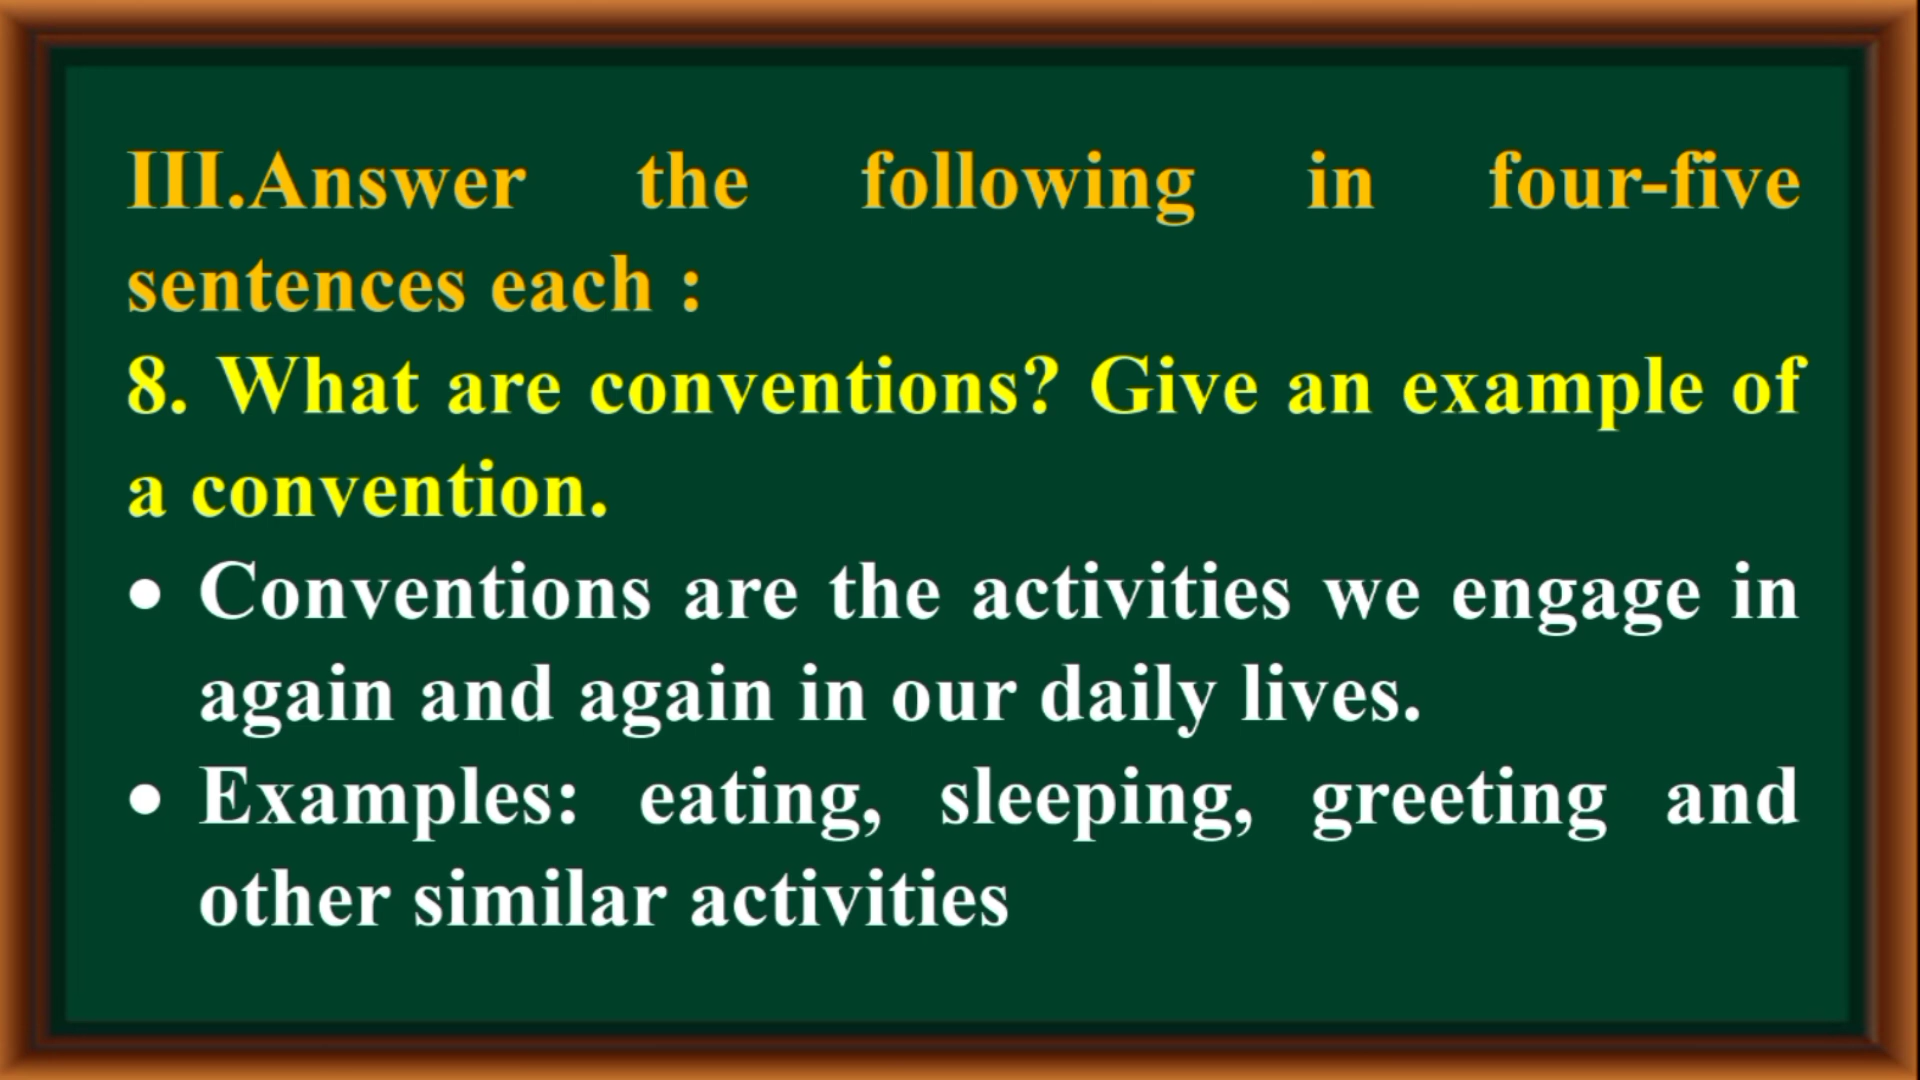 III.Answer the following in four-five
sentences each :
8. What are conventions? Give an example of
a convention.
• Conventions are the activities we engage in
again and again in our daily lives.
• Examples: eating, sleeping, greeting and
other similar activities